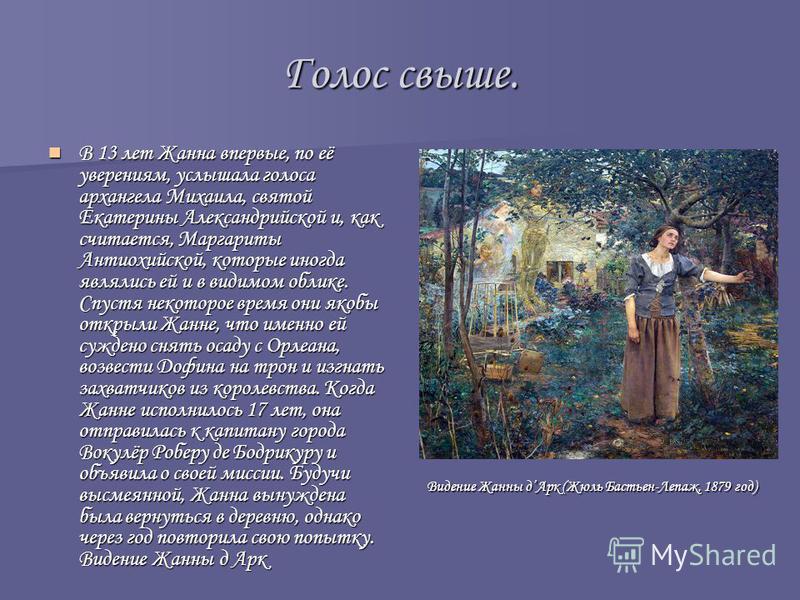 Голос свыше.
В 13 лет Жанна впервые, по её
уверениям, услышала голоса
архангела Михаила, святой
Екатерины Александрийской и, как
считается, Маргариты
Антиохийской, которые иногда
являлись ей и в видимом облике.
Спустя некоторое время они якобы
открыли Жанне, что именно ей
суждено снять осаду с Орлеана,
возвести Дофина на трон и изгнать
захватчиков из королевства. Когда
Жанне исполнилось 17 лет, она
отправилась к капитану города
Вокулёр Роберу де Бодрикуру и
объявила о своей миссии. Будучи
высмеянной, Жанна вынуждена
была вернуться в деревню, однако
через год повторила свою попытку.
Видение Жанны д Арк
Видение Жанны д’Арк (Жюль Бастьен-Лепаж, 1879 год)
MyShared